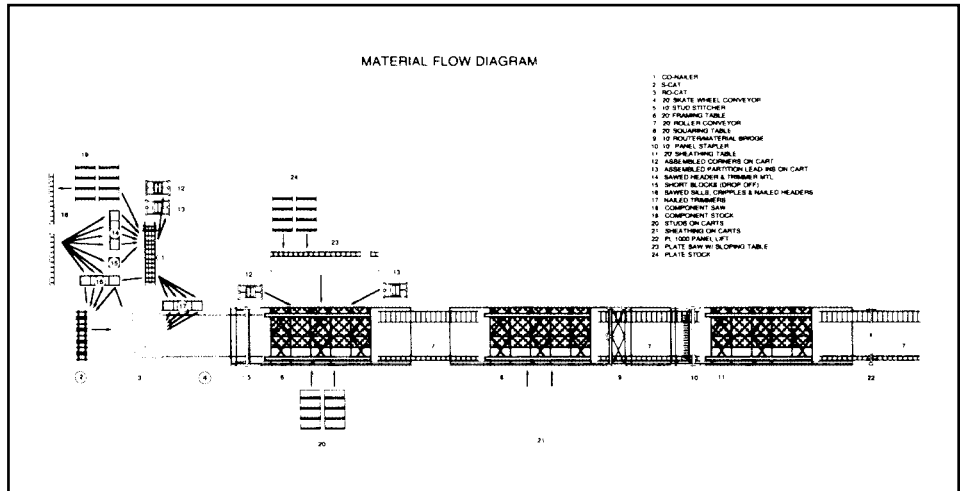 MATERIAL FLOW DIAGRAM
1 CO-NAILER
2 S-CAT
3 RO-CAT
4 20' SKATE WHEEL CONVEYOR
5 10' STUD STITCHER
6 20' FRAMING TABLE
7 20' ROLLER CONVEYOR
8 20' SQUARING TABLE
9 10' ROUTER/MATERIAL BRIDGE
10 10' PANEL STAPLER
11 20' SHEATHING TABLE
12 ASSEMBLED CORNERS ON CART
13 ASSEMBLED PARTITION LEAD INS ON CART
14 SAWED HEADER & TRIMMER MTL
15 SHORT BLOCKS (DROP OFF)
16 SAWED SILLS, CRIPPLES & NAILED HEADERS
17 NAILED TRIMMERS
18 COMPONENT SAW
19 COMPONENT STOCK
20 STUDS ON CARTS
21 SHEATHING ON CARTS
22 PL 1000 PANEL LIFT
23 PLATE SAW W/ SLOPING TABLE
24 PLATE STOCK
19
24
12
18
13
14
23
1
15
16
12
13
17
7
7
7
2
3
4
5
6
8
9
10
11
22
20
21